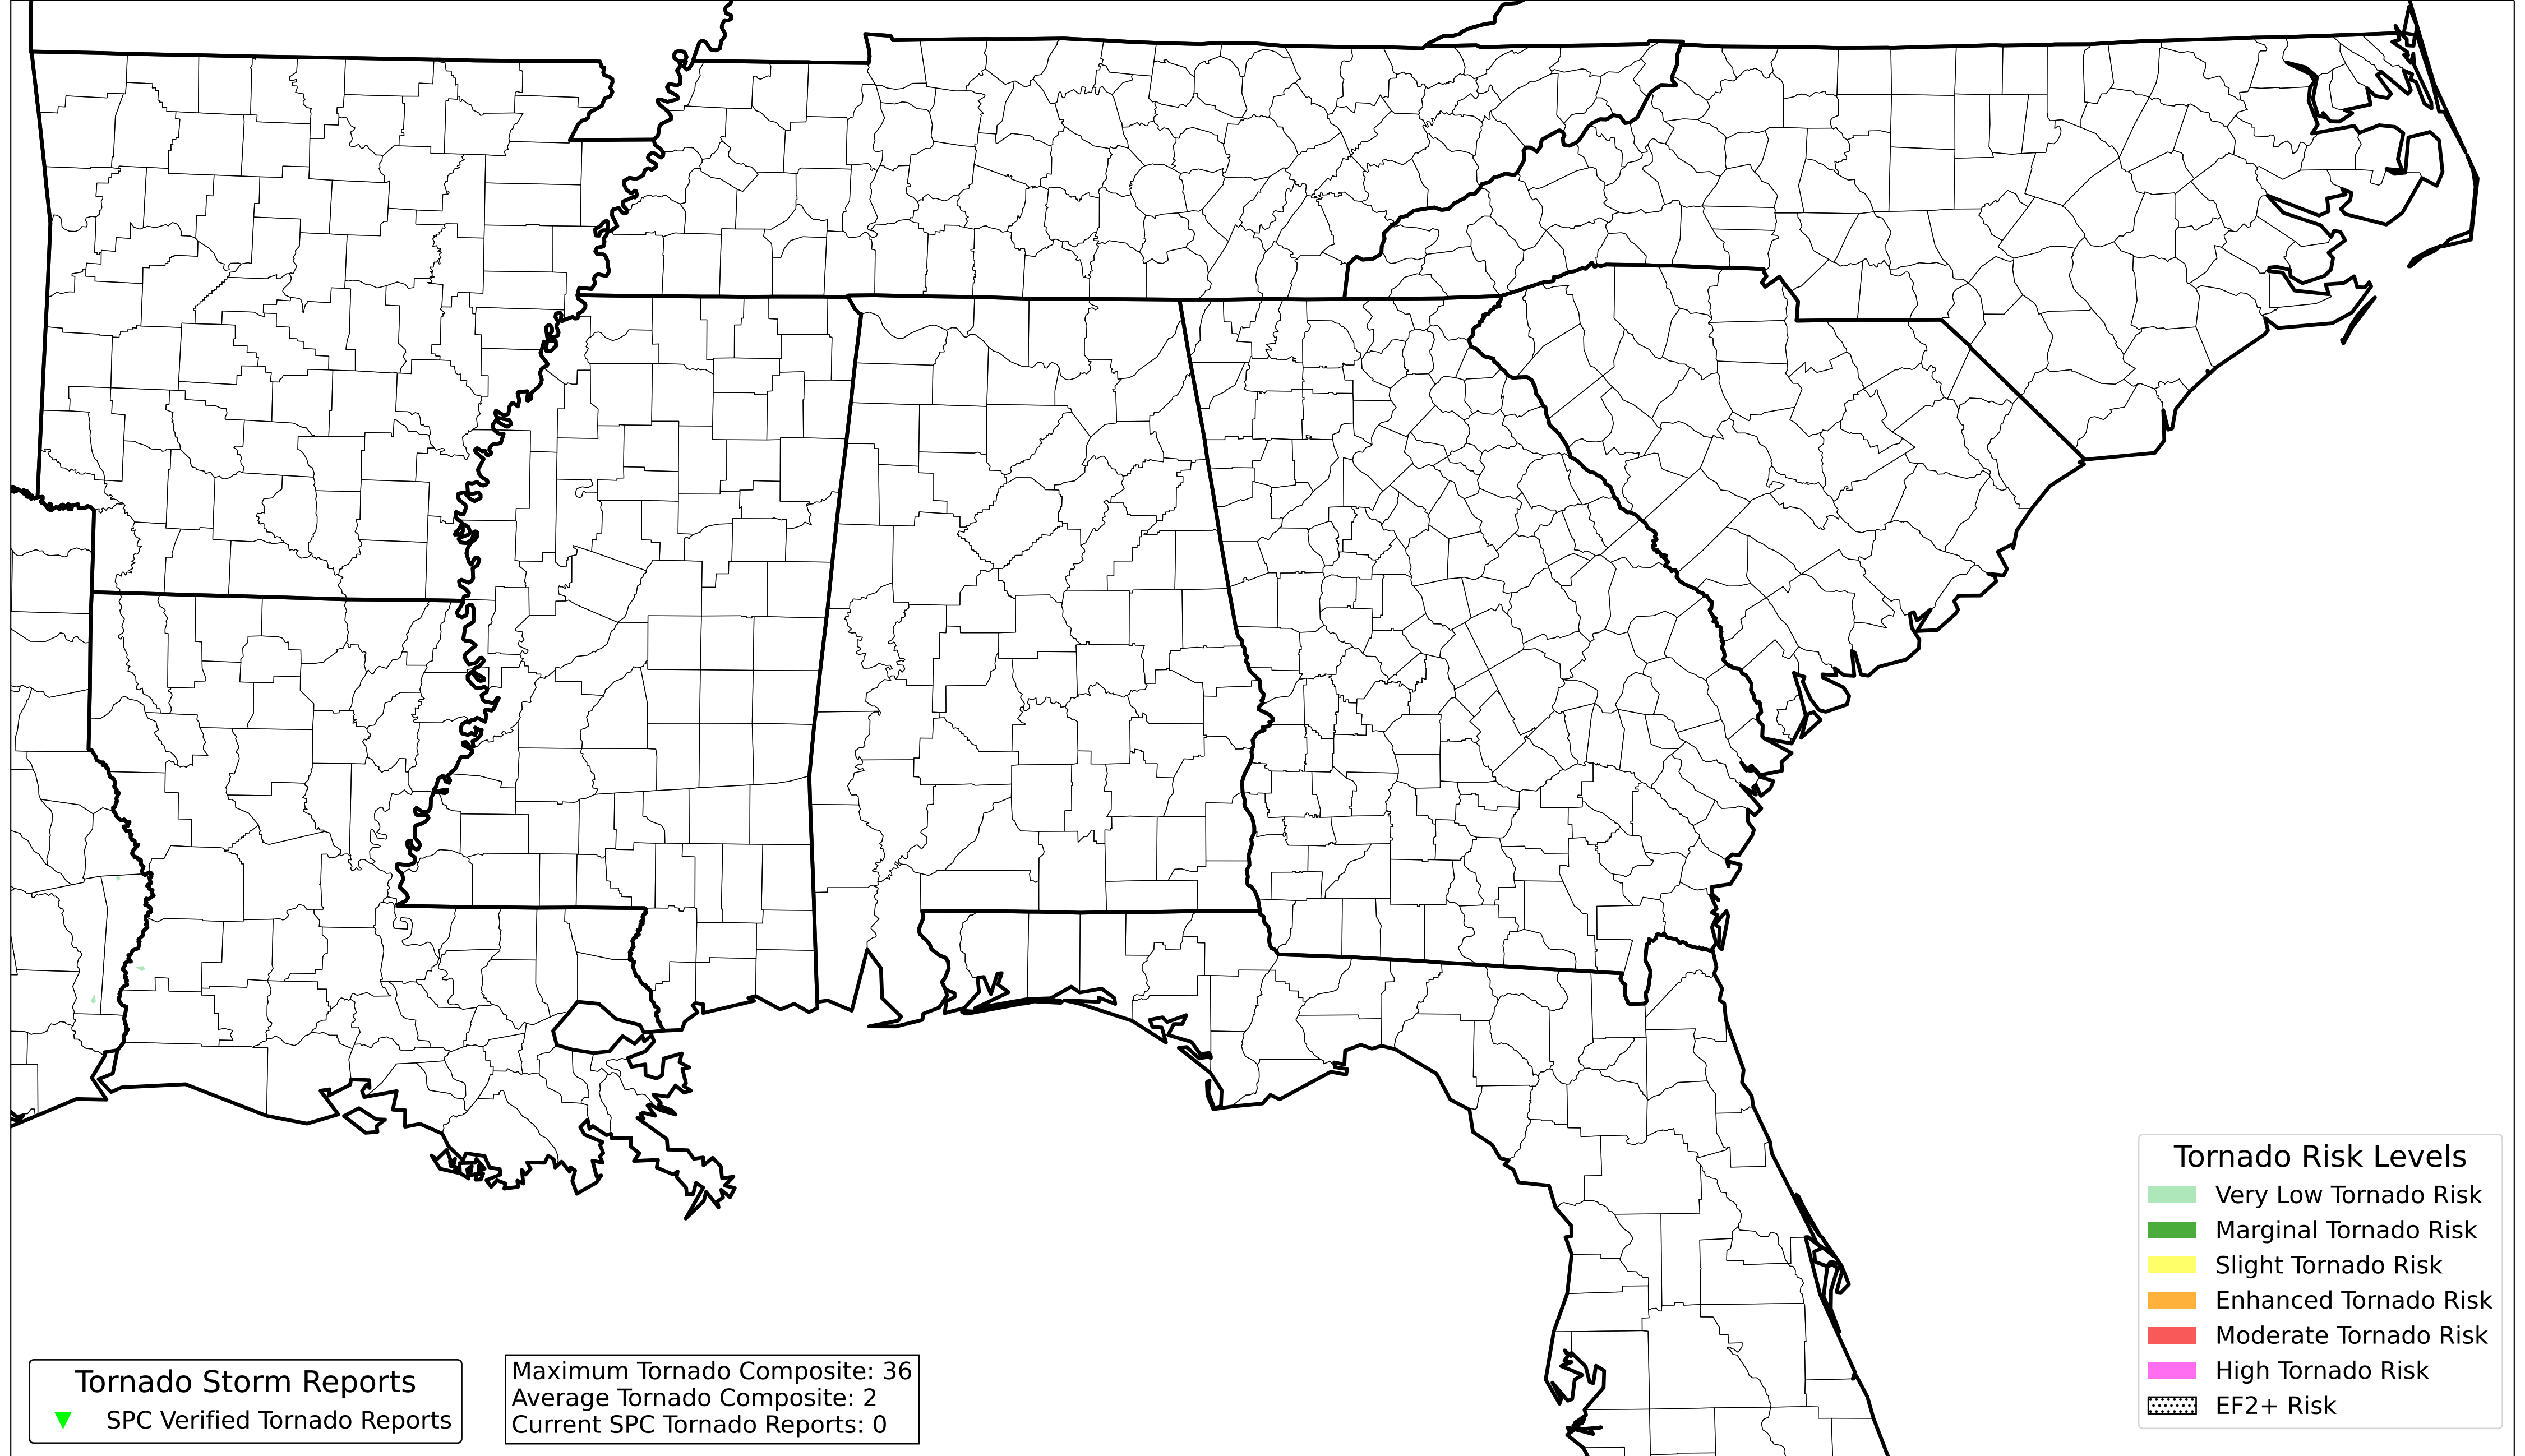 Tornado Risk Levels
Very Low Tornado Risk
Marginal Tornado Risk
Slight Tornado Risk
Enhanced Tornado Risk
Moderate Tornado Risk
High Tornado Risk
EF2+ Risk
Tornado Storm Reports
SPC Verified Tornado Reports
Maximum Tornado Composite: 36
Average Tornado Composite: 2
Current SPC Tornado Reports: 0